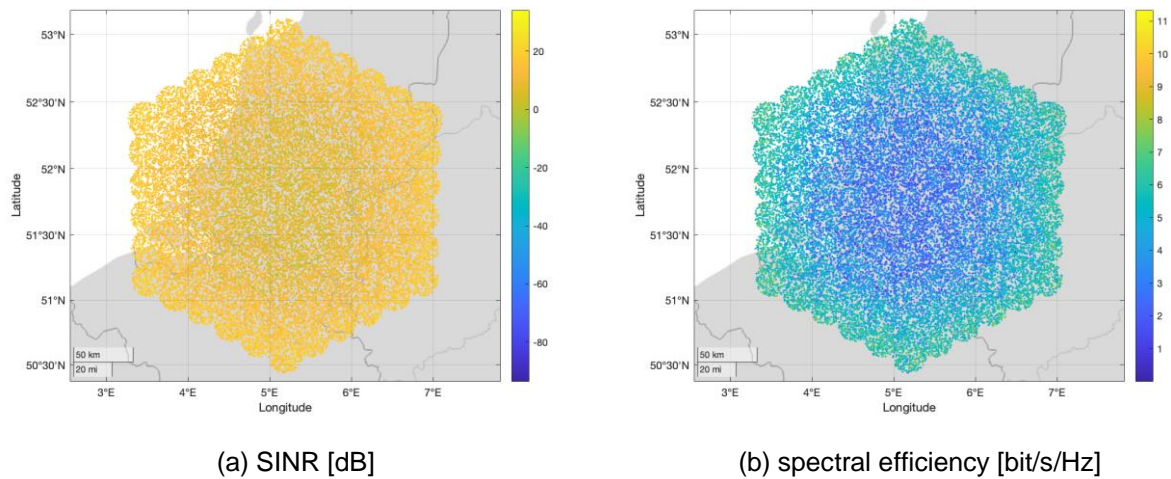 53°N
52°30'N
52°N
51°30'N
51°N
50°30'N
Latitude
50 km
20 mi
3°E
4°E
5°E
6°E
7°E
Longitude
20
0
-20
-40
-60
-80
(a) SINR [dB]
53°N
52°30'N
52°N
51°30'N
51°N
50°30'N
Latitude
50 km
20 mi
3°E
4°E
5°E
6°E
7°E
Longitude
11
10
9
8
7
6
5
4
3
2
1
(b) spectral efficiency [bit/s/Hz]